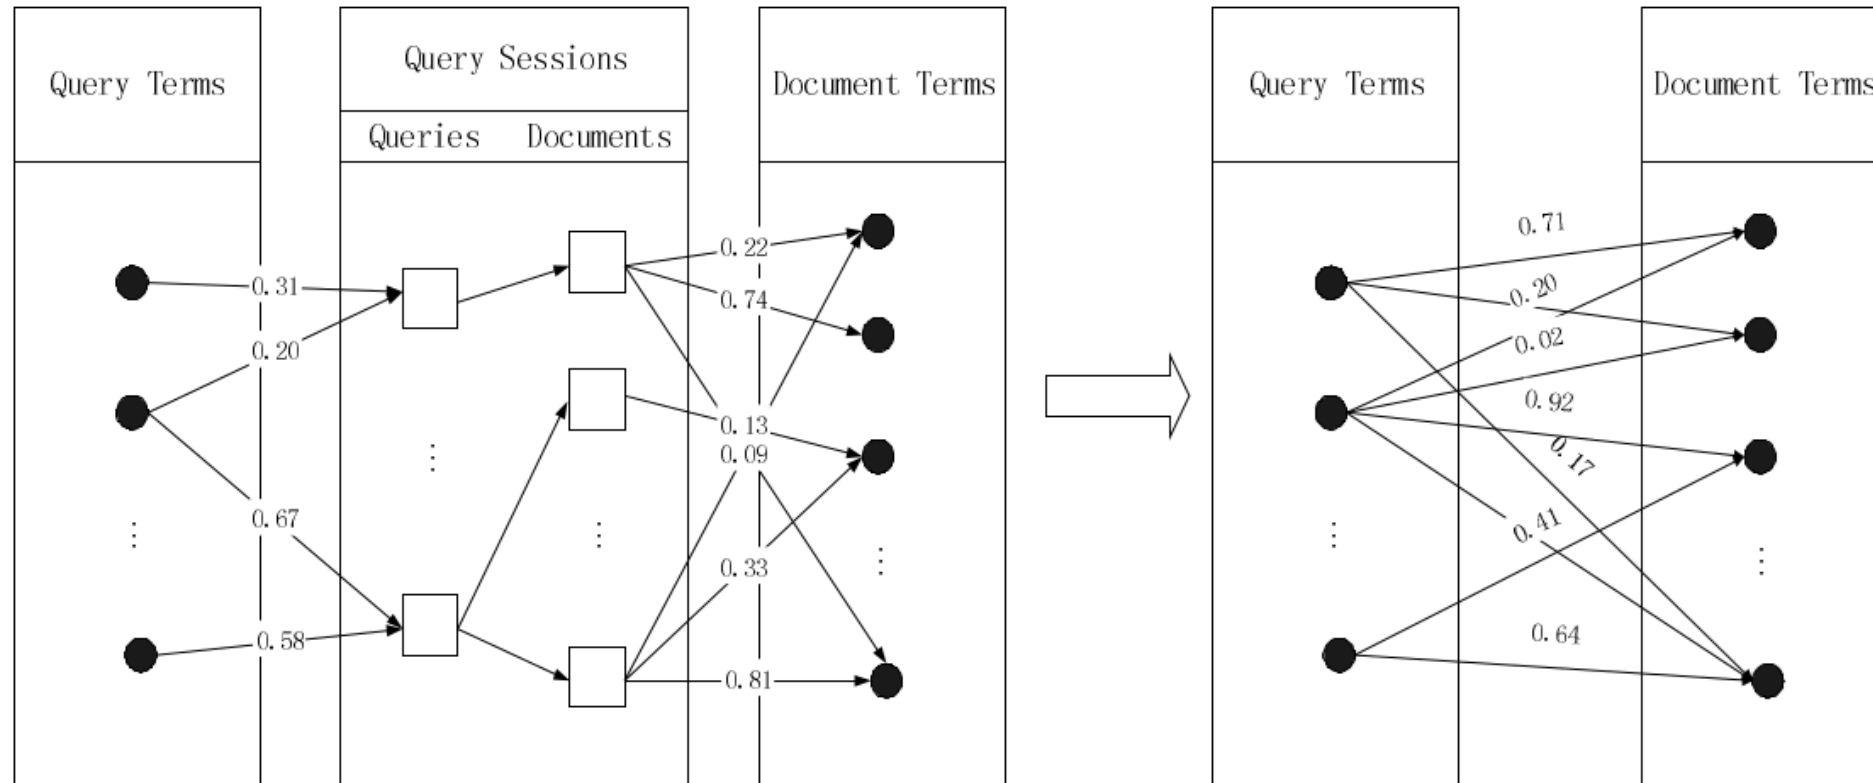 Query Terms
Query Sessions
Queries Documents
Document Terms
0.31
0.20
0.67
0.58
0.22
0.74
0.13
0.09
0.33
0.81
Query Terms
Document Terms
0.71
0.20
0.02
0.92
0.17
0.41
0.64